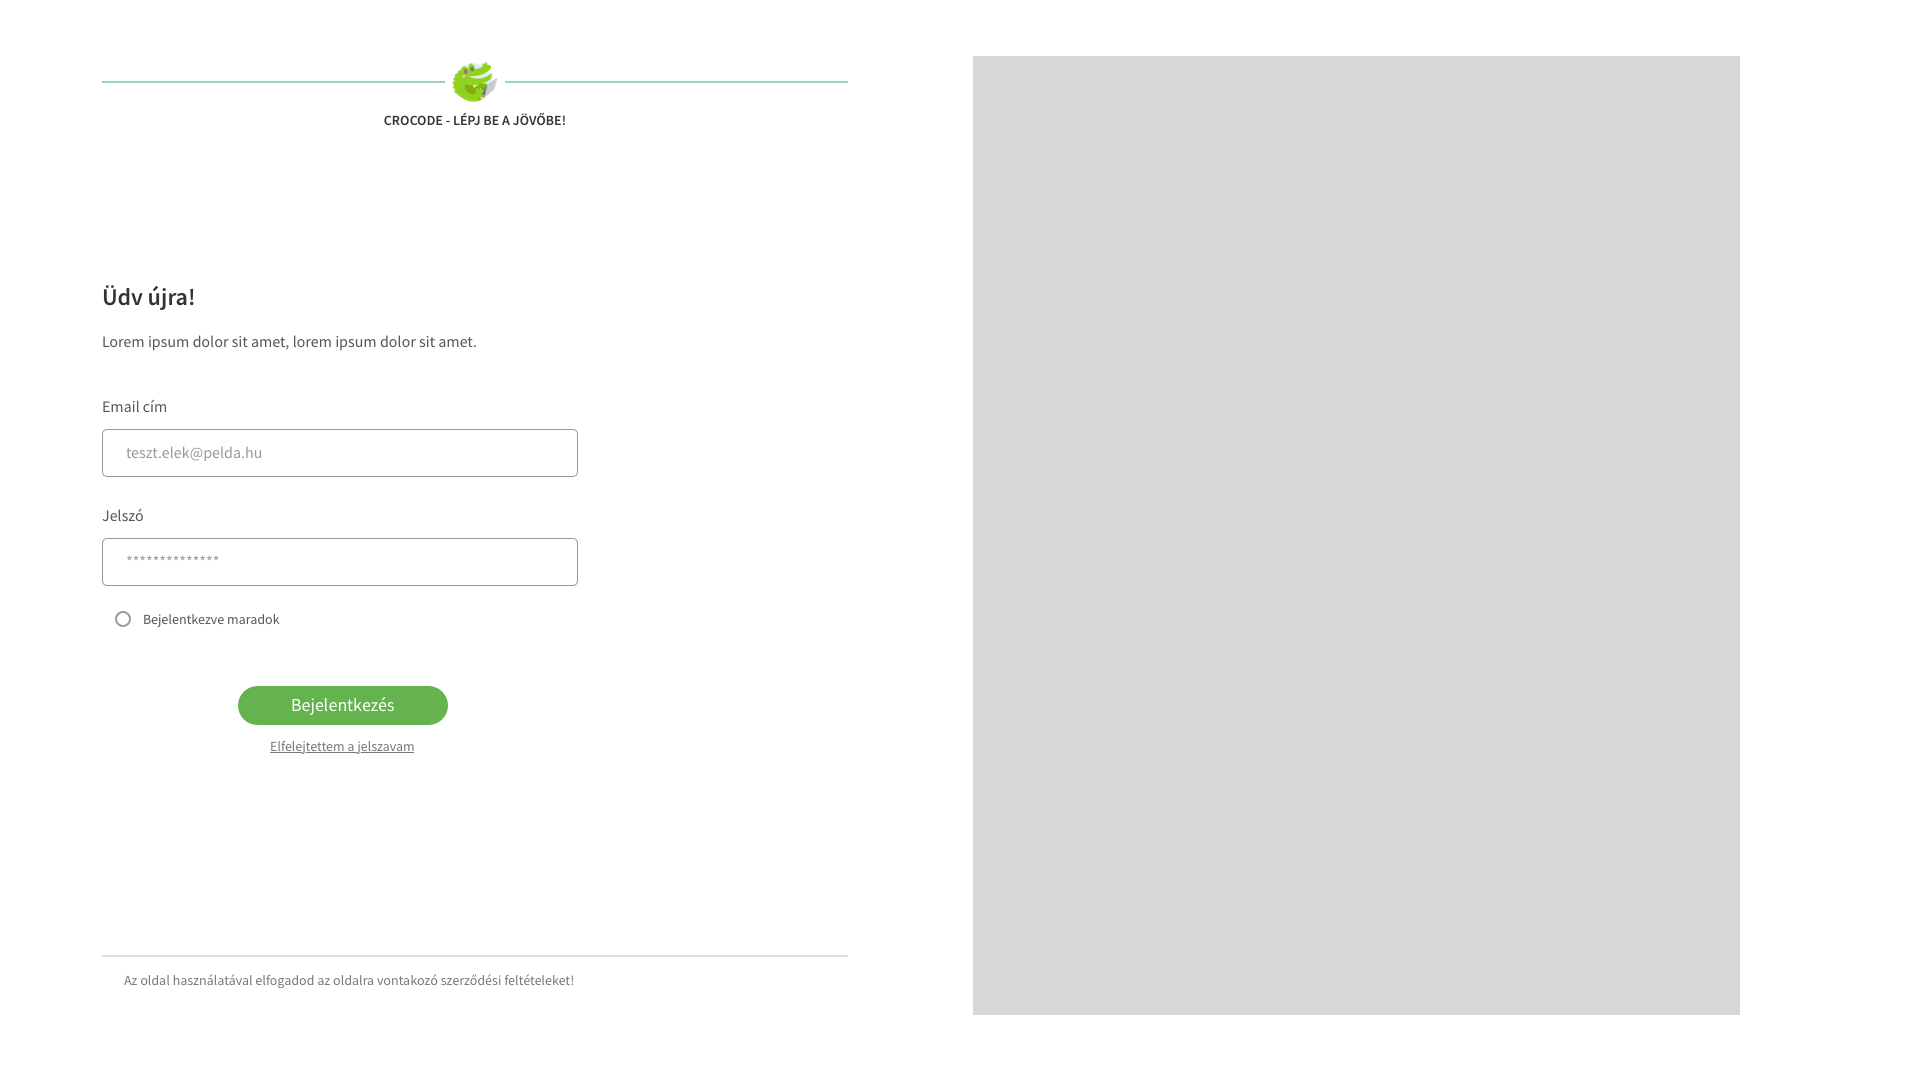 CROCODE - LÉPJ BE A JÖVŐBE!
Üdv újra!
Lorem ipsum dolor sit amet, lorem ipsum dolor sit amet.
Email cím
teszt.elek@pelda.hu
Jelszó
**************
Bejelentkezve maradok
Bejelentkezés
Elfelejtettem a jelszavam
Az oldal használatával elfogadod az oldalra vontakozó szerződési feltételeket!